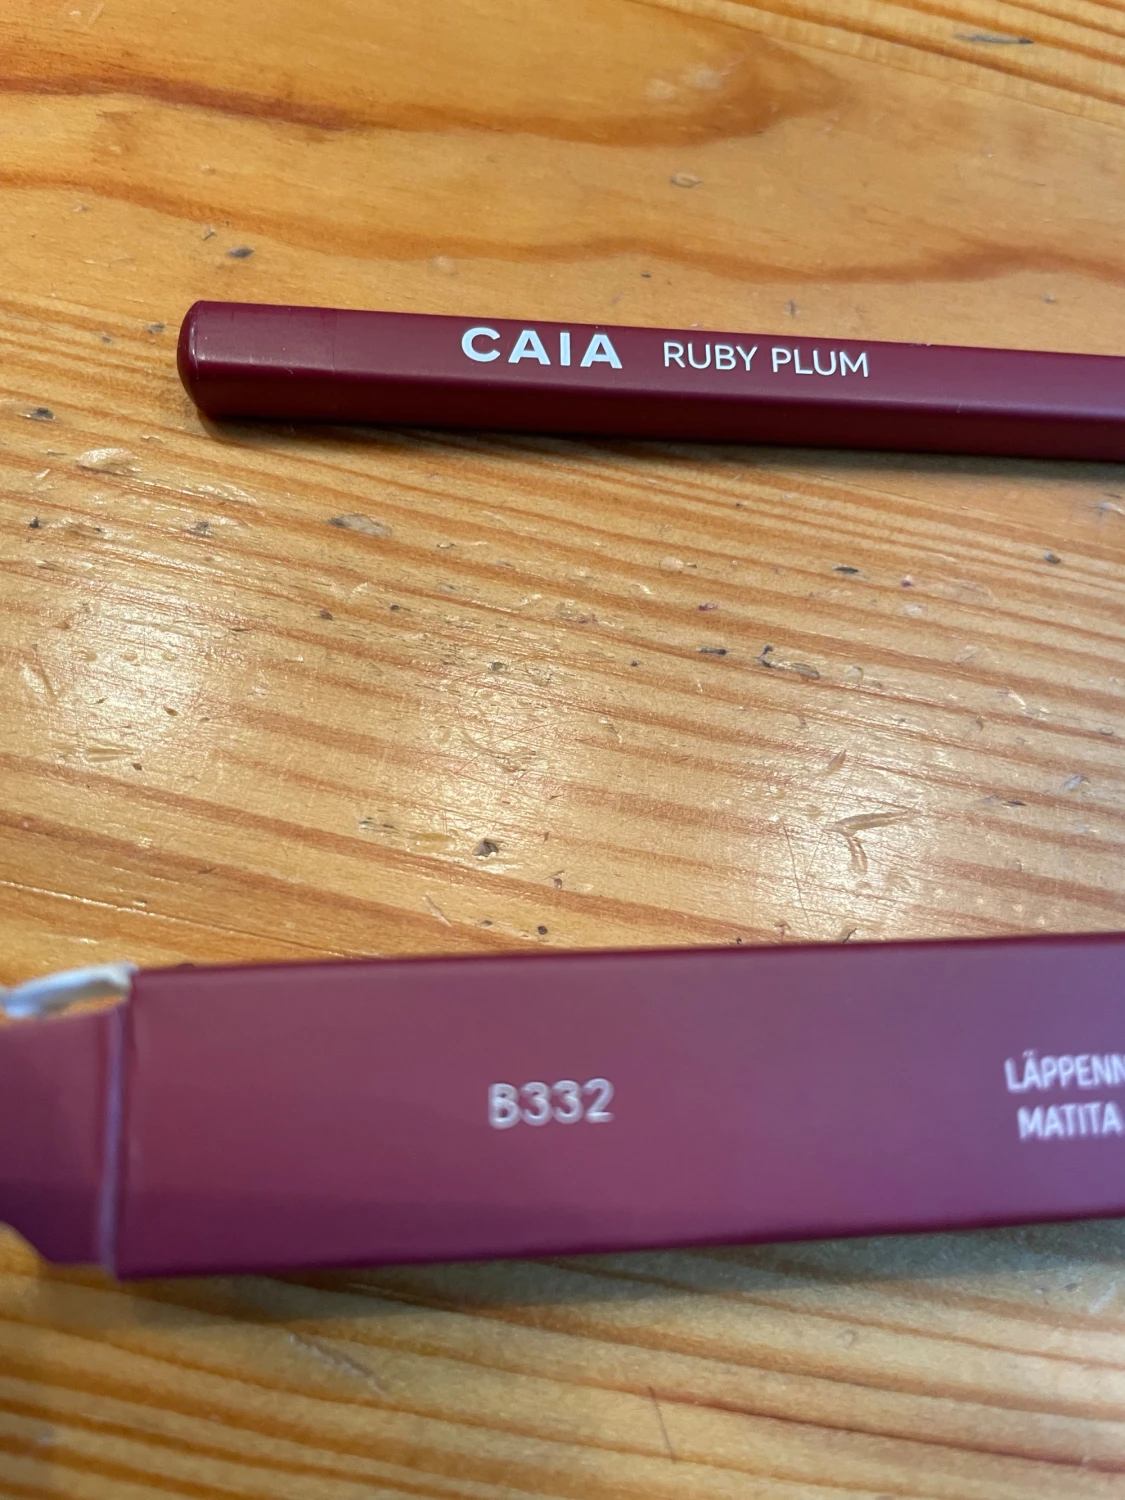 CAIA RUBY PLUM
B332
LÄPPENN
MATITA